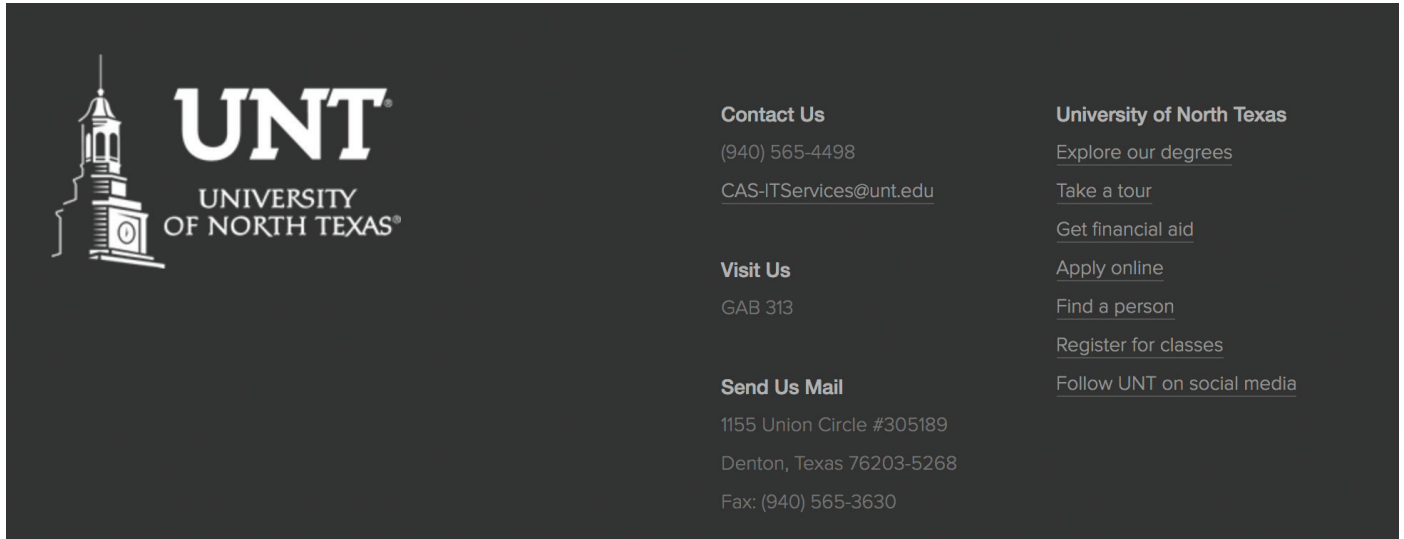 UNT®
UNIVERSITY
OF NORTH TEXAS®
Contact Us
(940) 565-4498
CAS-ITServices@unt.edu
Visit Us
GAB 313
Send Us Mail
1155 Union Circle #305189
Denton, Texas 76203-5268
Fax: (940) 565-3630
University of North Texas
Explore our degrees
Take a tour
Get financial aid
Apply online
Find a person
Register for classes
Follow UNT on social media